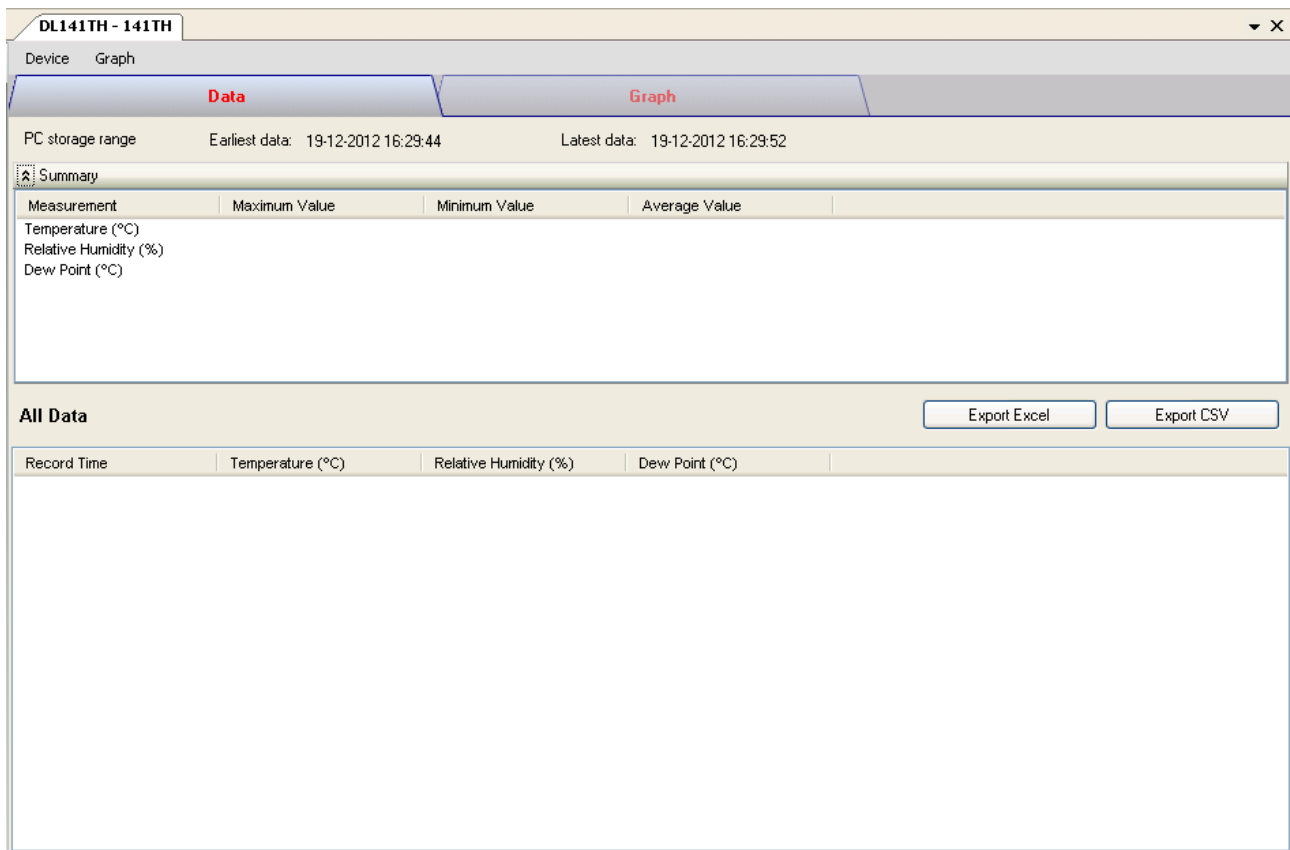 DL141TH - 141TH
Device Graph
Data Graph
PC storage range Earliest data: 19-12-2012 16:29:44 Latest data: 19-12-2012 16:29:52
Summary
Measurement Maximum Value Minimum Value Average Value
Temperature (°C)
Relative Humidity (%)
Dew Point (°C)
All Data Export Excel Export CSV
Record Time Temperature (°C) Relative Humidity (%) Dew Point (°C)